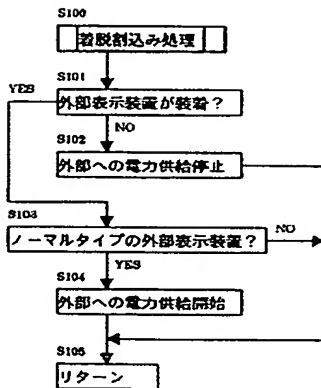 S100
着脱割込み処理
S101
YES
外部表示装置が装着?
NO
S102
外部への電力供給停止
S103
ノーマルタイプの外部表示装置?
NO
YES
S104
外部への電力供給開始
S105
リターン